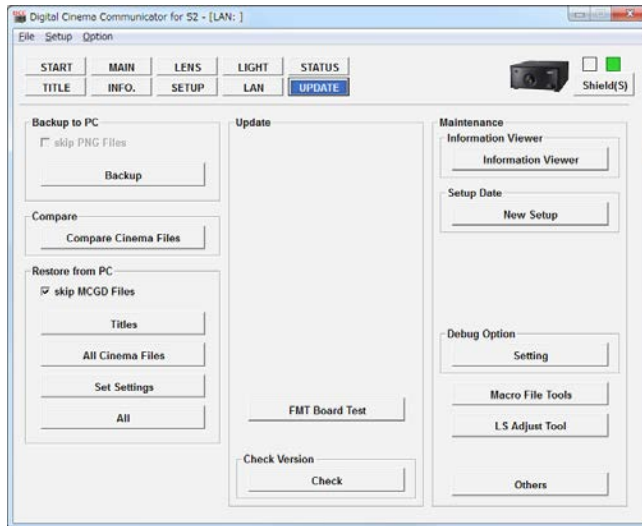 Digital Cinema Communicator for S2 - [LAN: ]
File Setup Option
START MAIN LENS LIGHT STATUS
TITLE INFO. SETUP LAN UPDATE
Shield(S)
Backup to PC
skip PNG Files
Backup
Compare
Compare Cinema Files
Restore from PC
skip MCGD Files
Titles
All Cinema Files
Set Settings
All
Update
FMT Board Test
Check Version
Check
Maintenance
Information Viewer
Information Viewer
Setup Date
New Setup
Debug Option
Setting
Macro File Tools
LS Adjust Tool
Others